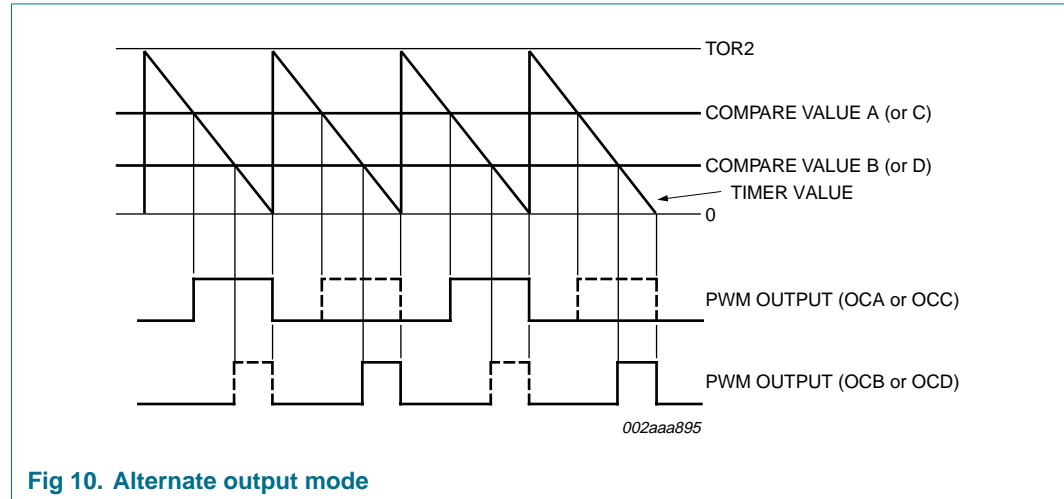 TOR2
COMPARE VALUE A (or C)
COMPARE VALUE B (or D)
TIMER VALUE
0
PWM OUTPUT (OCA or OCC)
PWM OUTPUT (OCB or OCD)
002aaa895
Fig 10. Alternate output mode